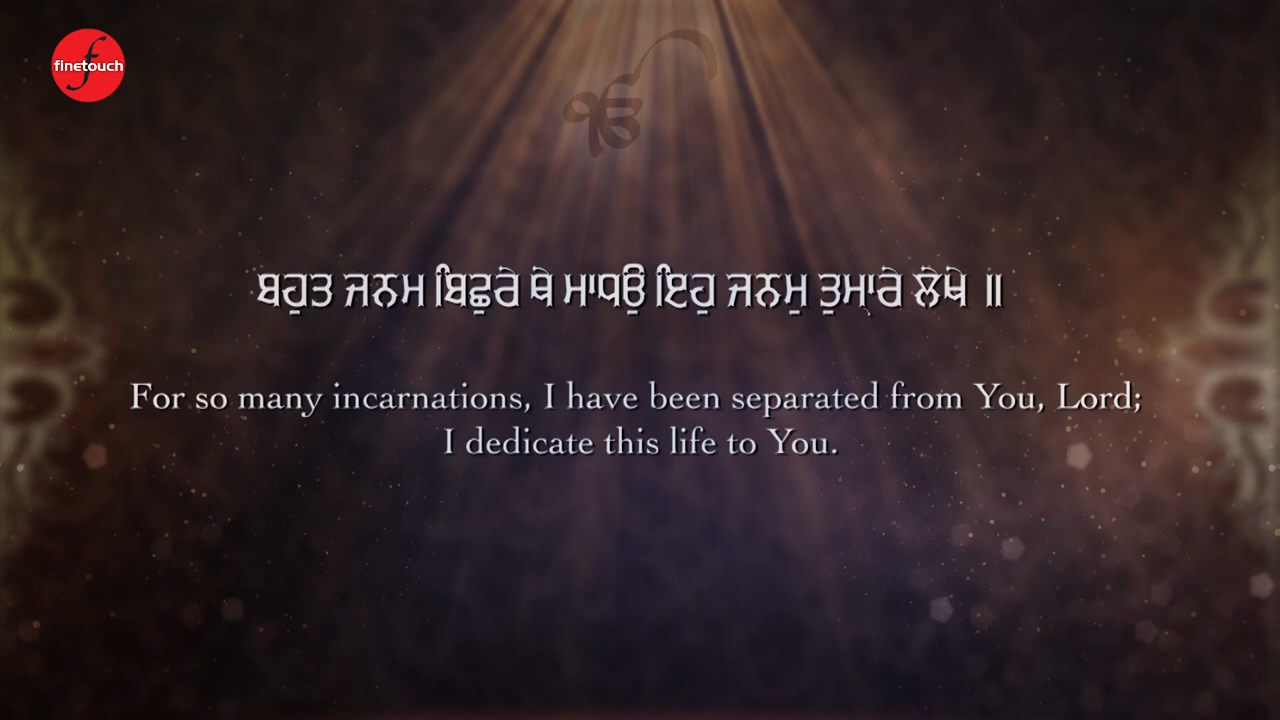 finetouch
ੴ
ਬਹੁਤ ਜਨਮ ਬਿਛੁਰੇ ਥੇ ਮਾਧਉ ਇਹੁ ਜਨਮੁ ਤੁਮ੍ਹਾਰੇ ਲੇਖੇ ॥
For so many incarnations, I have been separated from You, Lord;
I dedicate this life to You.